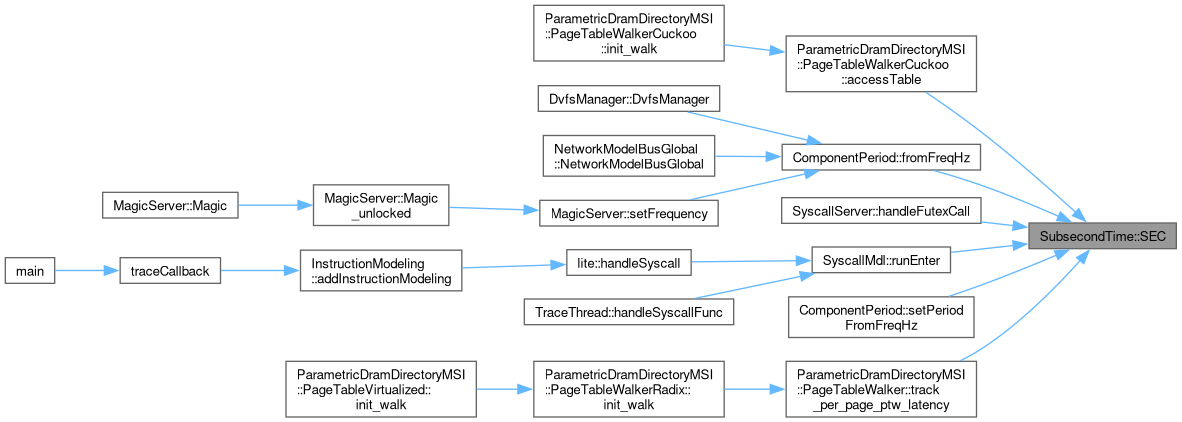 ParametricDramDirectoryMSI
::PageTableWalkerCuckoo
::init_walk
ParametricDramDirectoryMSI
::PageTableWalkerCuckoo
::accessTable
DvfsManager::DvfsManager
NetworkModelBusGlobal
::NetworkModelBusGlobal
ComponentPeriod::fromFreqHz
MagicServer::Magic
MagicServer::Magic
_unlocked
MagicServer::setFrequency
SyscallServer::handleFutexCall
SubsecondTime::SEC
main
traceCallback
InstructionModeling
::addInstructionModeling
lite::handleSyscall
SyscallMdl::runEnter
TraceThread::handleSyscallFunc
ComponentPeriod::setPeriod
FromFreqHz
ParametricDramDirectoryMSI
::PageTableVirtualized::
init_walk
ParametricDramDirectoryMSI
::PageTableWalkerRadix::
init_walk
ParametricDramDirectoryMSI
::PageTableWalker::track
_per_page_ptw_latency